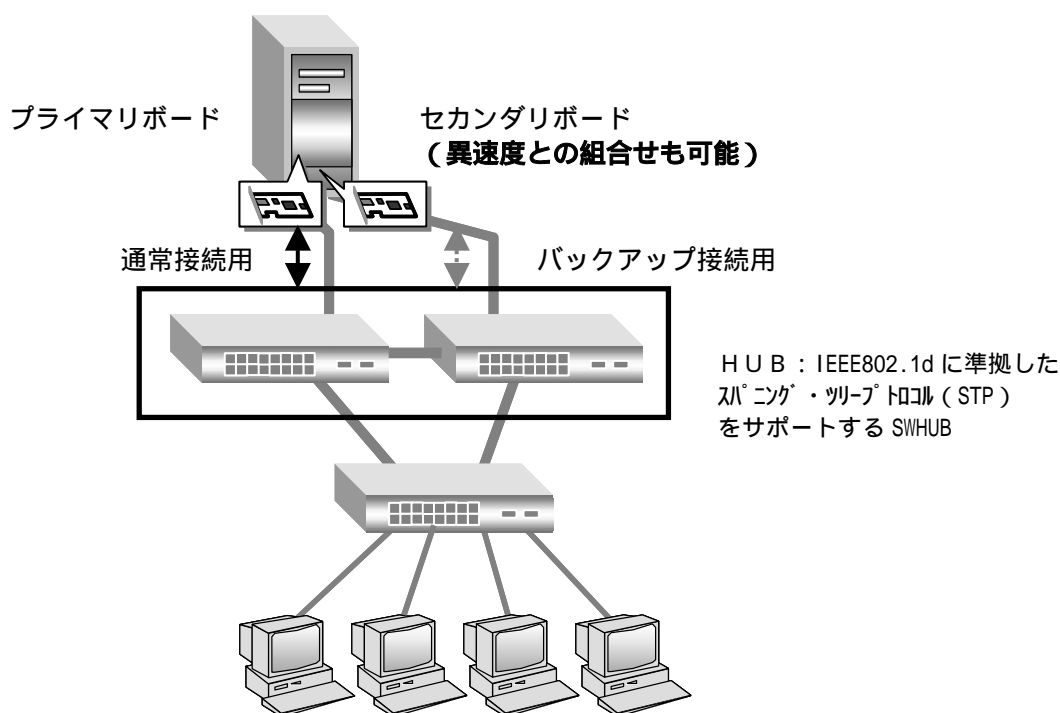 プライマリボード
セカンダリボード
（異速度との組合せも可能）
通常接続用
バックアップ接続用
ＨＵＢ：IEEE802.1d に準拠した
ｽﾊﾟﾆﾝｸﾞ・ﾂﾘｰﾌﾟﾛﾄｺﾙ（STP）
をサポートする SWHUB